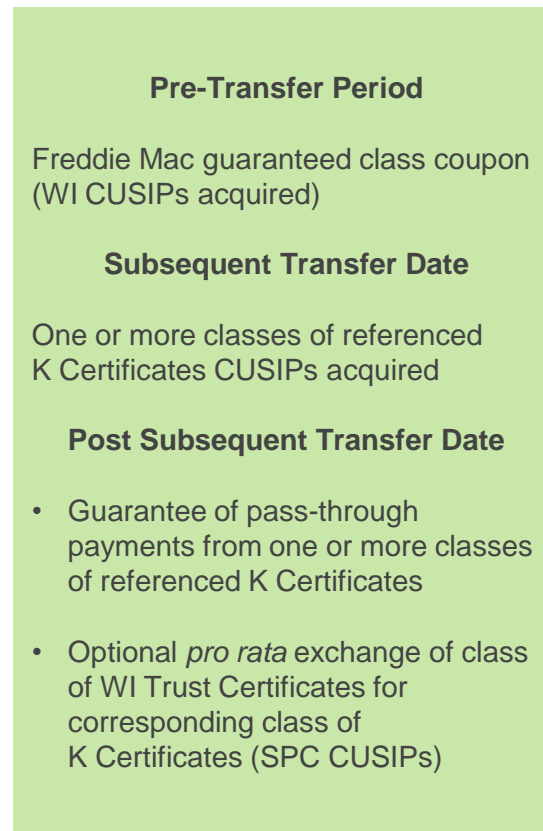 Pre-Transfer Period
Freddie Mac guaranteed class coupon
(WI CUSIPs acquired)
Subsequent Transfer Date
One or more classes of referenced
K Certificates CUSIPs acquired
Post Subsequent Transfer Date
• Guarantee of pass-through
payments from one or more classes
of referenced K Certificates
• Optional pro rata exchange of class
of WI Trust Certificates for
corresponding class of
K Certificates (SPC CUSIPs)